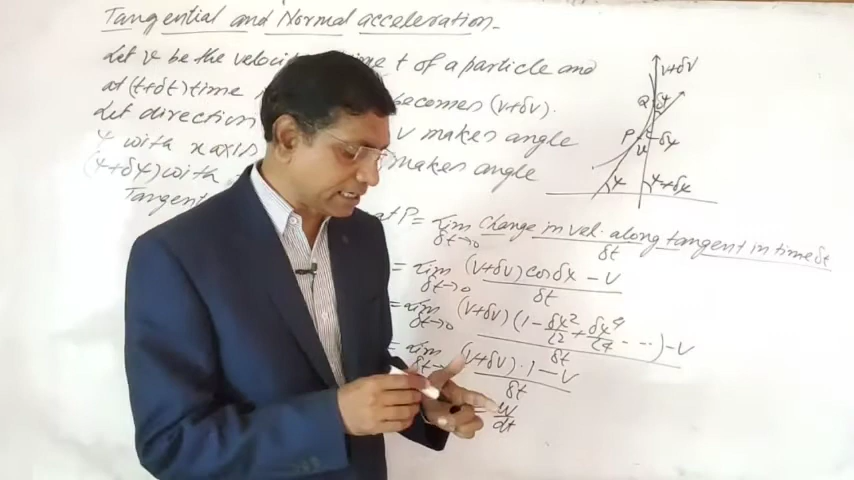 Tangential and Normal acceleration.
Let v be the velocit time t of a particle and
at (t+δt) time becomes (v+δv).
Let direction v makes angle
ψ with x axis
(ψ+δψ) with makes angle
Tangent at P = Lim δt→0 Change in vel. along tangent in time δt / δt
= Lim δt→0 (v+δv) cos δψ - v / δt
= Lim δt→0 (v+δv) (1 - δψ² / ⌊2 + δψ⁴ / ⌊4 - ...) - v / δt
= Lim δt→ (v+δv) . 1 - v / δt
= dv / dt
v+δv
Q
δψ
P
δψ
v
ψ
ψ+δψ